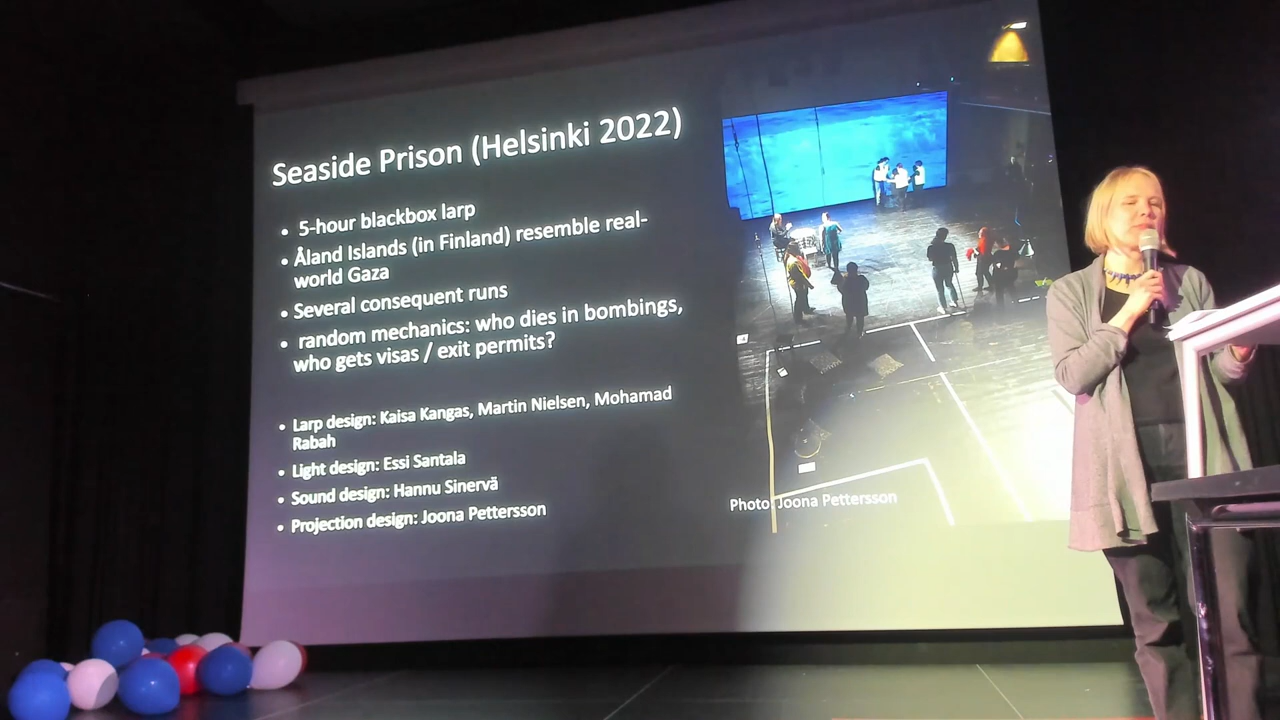 Seaside Prison (Helsinki 2022)
• 5-hour blackbox larp
• Åland Islands (in Finland) resemble real-
world Gaza
• Several consequent runs
• random mechanics: who dies in bombings,
who gets visas / exit permits?
• Larp design: Kaisa Kangas, Martin Nielsen, Mohamad
Rabah
• Light design: Essi Santala
• Sound design: Hannu Sinervä
• Projection design: Joona Pettersson
Photo: Joona Pettersson